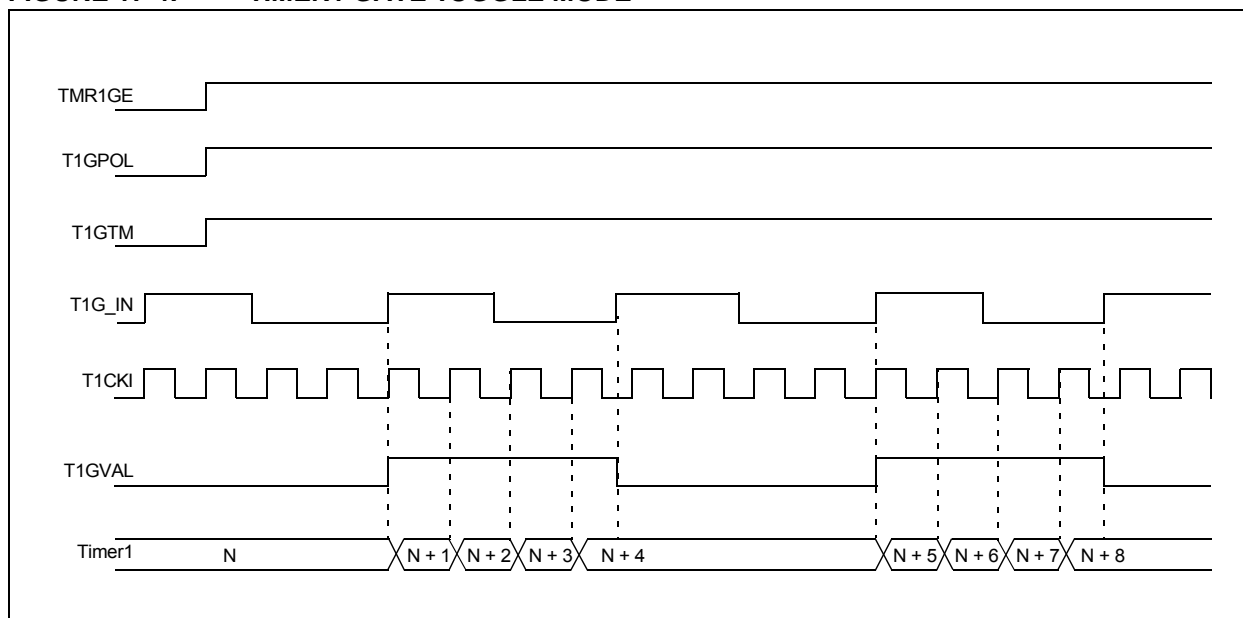 TMR1GE
T1GPOL
T1GTM
T1G_IN
T1CKI
T1GVAL
Timer1 N N + 1 N + 2 N + 3 N + 4 N + 5 N + 6 N + 7 N + 8